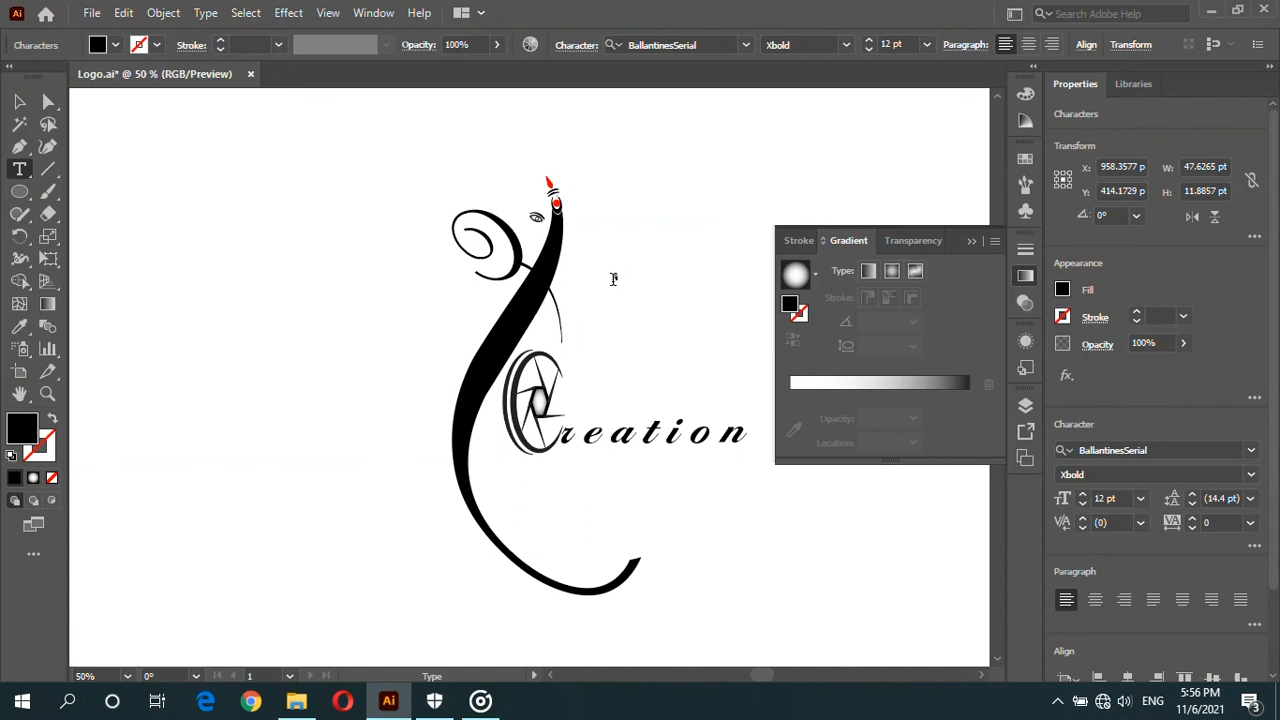 Ai File Edit Object Type Select Effect View Window Help Search Adobe Help
Characters Stroke: Opacity: 100% Character: BallantinesSerial Xbold 12 pt Paragraph: Align Transform
Logo.ai* @ 50 % (RGB/Preview)
Properties Libraries
Characters
Transform
X: 958.3577 p W: 47.6265 pt
Y: 414.1729 p H: 11.8857 pt
0°
Stroke Gradient Transparency
Type:
Stroke:
Opacity:
Location:
Appearance
Fill
Stroke
Opacity 100%
fx.
Character
BallantinesSerial
Xbold
12 pt (14.4 pt)
(0) 0
Paragraph
Align
Creation
50% 0° 1 Type
Ai ENG 5:56 PM
11/6/2021 3